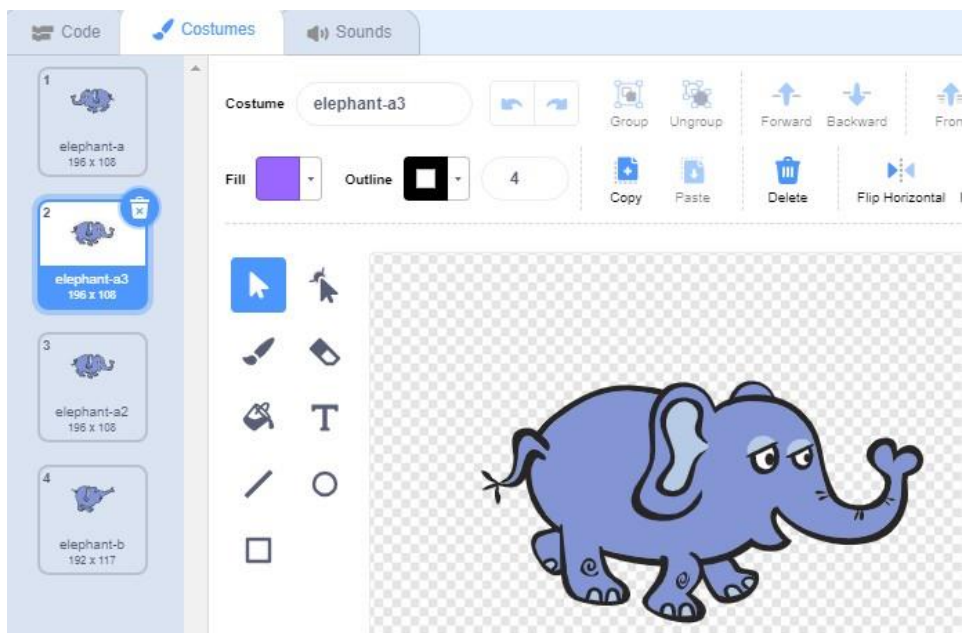 Code
Costumes
Sounds
1
elephant-a
196 x 108
2
elephant-a3
196 x 108
3
elephant-a2
196 x 108
4
elephant-b
192 x 117
Costume elephant-a3
Group Ungroup Forward Backward Fron
Fill Outline 4
Copy Paste Delete Flip Horizontal
T